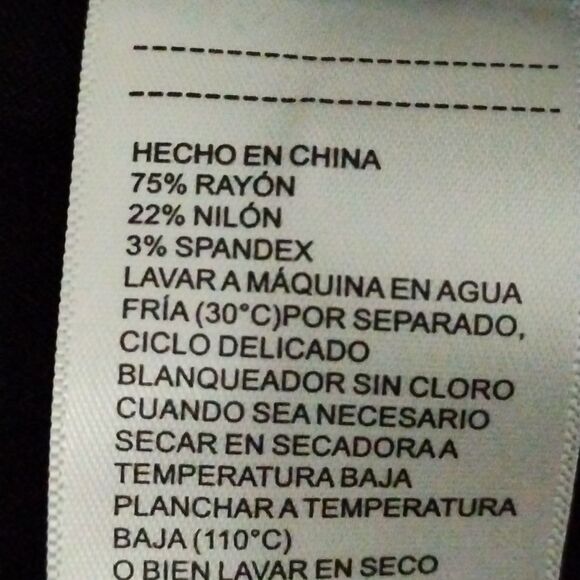 HECHO EN CHINA
75% RAYÓN
22% NILÓN
3% SPANDEX
LAVAR A MÁQUINA EN AGUA
FRÍA (30°C)POR SEPARADO,
CICLO DELICADO
BLANQUEADOR SIN CLORO
CUANDO SEA NECESARIO
SECAR EN SECADORA A
TEMPERATURA BAJA
PLANCHAR A TEMPERATURA
BAJA (110°C)
O BIEN LAVAR EN SECO